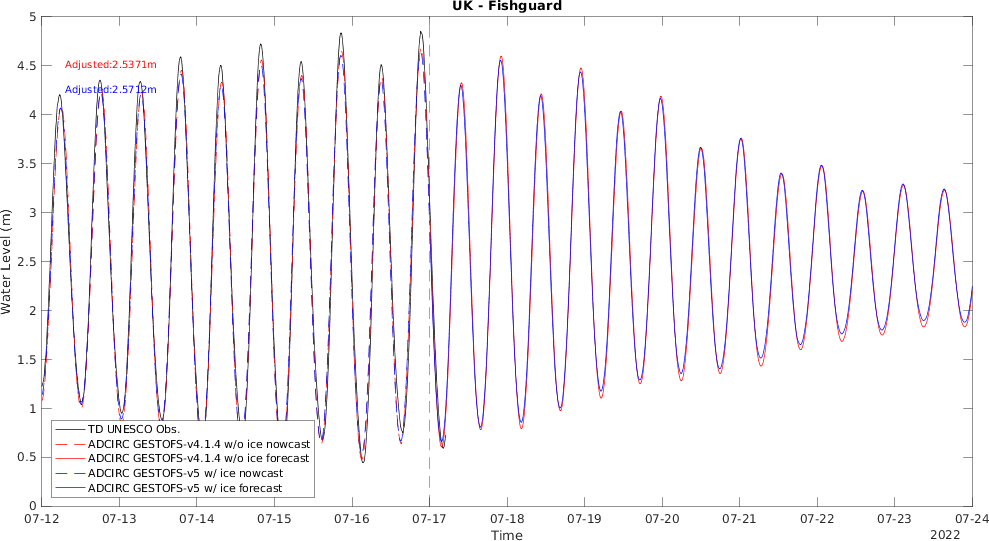 UK - Fishguard
5
4.5
4
3.5
3
2.5
2
1.5
1
0.5
0
Water Level (m)
Adjusted:2.5371m
Adjusted:2.5712m
TD UNESCO Obs.
ADCIRC GESTOFS-v4.1.4 w/o ice nowcast
ADCIRC GESTOFS-v4.1.4 w/o ice forecast
ADCIRC GESTOFS-v5 w/ ice nowcast
ADCIRC GESTOFS-v5 w/ ice forecast
07-12 07-13 07-14 07-15 07-16 07-17 07-18 07-19 07-20 07-21 07-22 07-23 07-24
Time
2022